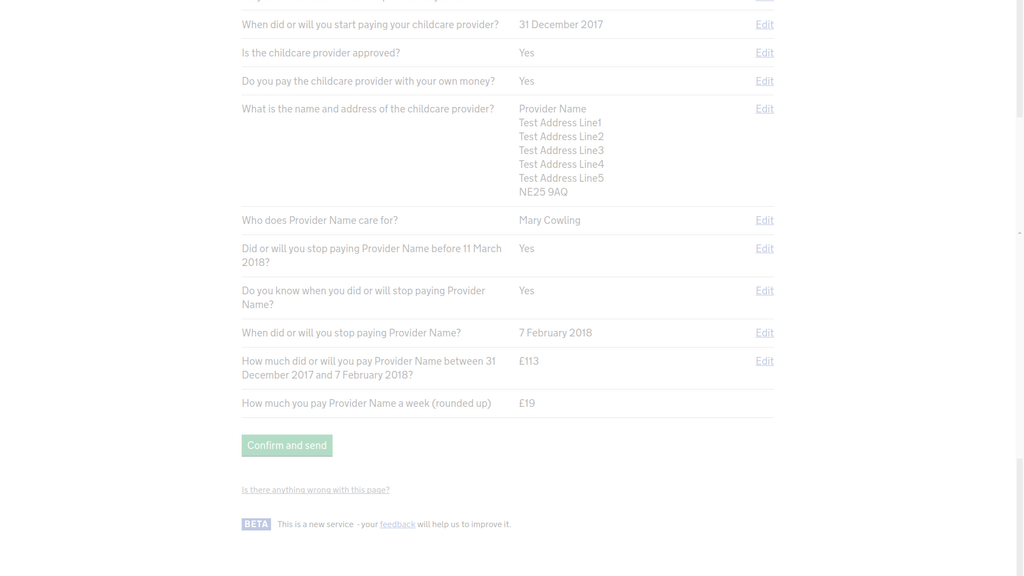 When did or will you start paying your childcare provider? 31 December 2017 Edit
Is the childcare provider approved? Yes Edit
Do you pay the childcare provider with your own money? Yes Edit
What is the name and address of the childcare provider? Provider Name Edit
Test Address Line1
Test Address Line2
Test Address Line3
Test Address Line4
Test Address Line5
NE25 9AQ
Who does Provider Name care for? Mary Cowling Edit
Did or will you stop paying Provider Name before 11 March Yes Edit
2018?
Do you know when you did or will stop paying Provider Yes Edit
Name?
When did or will you stop paying Provider Name? 7 February 2018 Edit
How much did or will you pay Provider Name between 31 £113 Edit
December 2017 and 7 February 2018?
How much you pay Provider Name a week (rounded up) £19
Confirm and send
Is there anything wrong with this page?
BETA This is a new service - your feedback will help us to improve it.